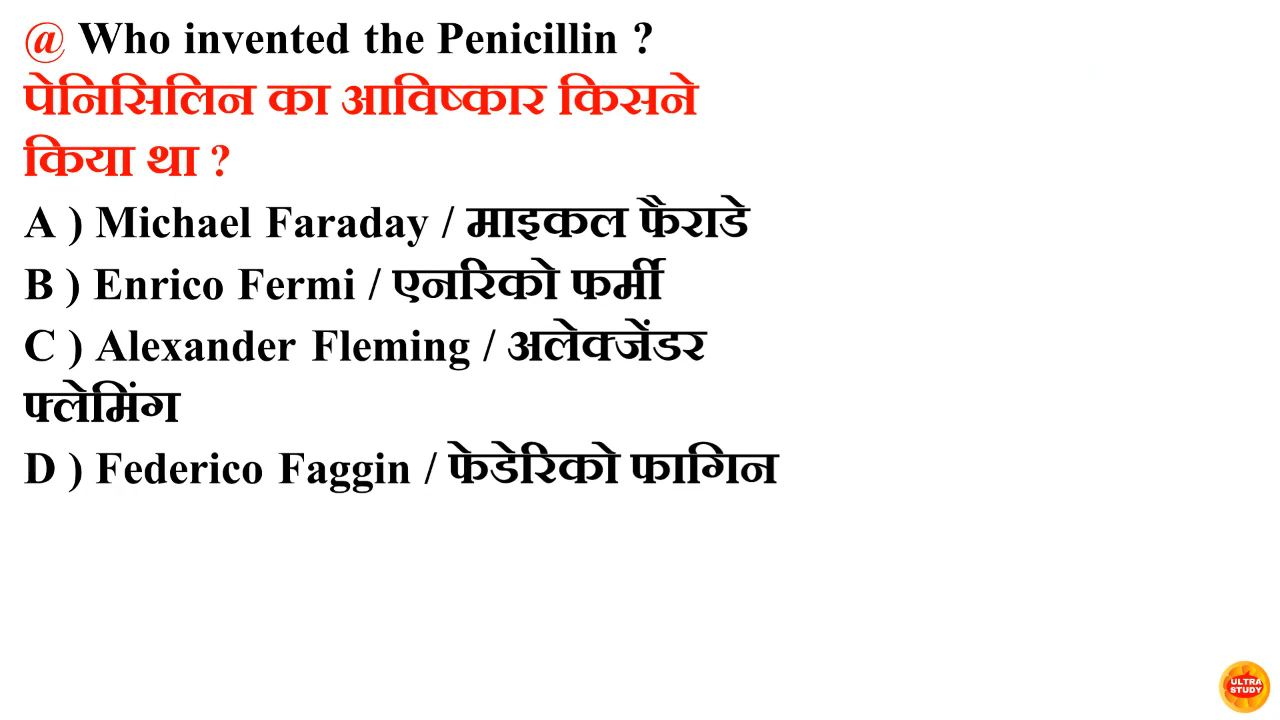 @ Who invented the Penicillin ?
पेनिसिलिन का आविष्कार किसने
किया था ?
A ) Michael Faraday / माइकल फैराडे
B ) Enrico Fermi / एनरिको फर्मी
C ) Alexander Fleming / अलेक्जेंडर
फ्लेमिंग
D ) Federico Faggin / फेडेरिको फागिन
ULTRA
STUDY